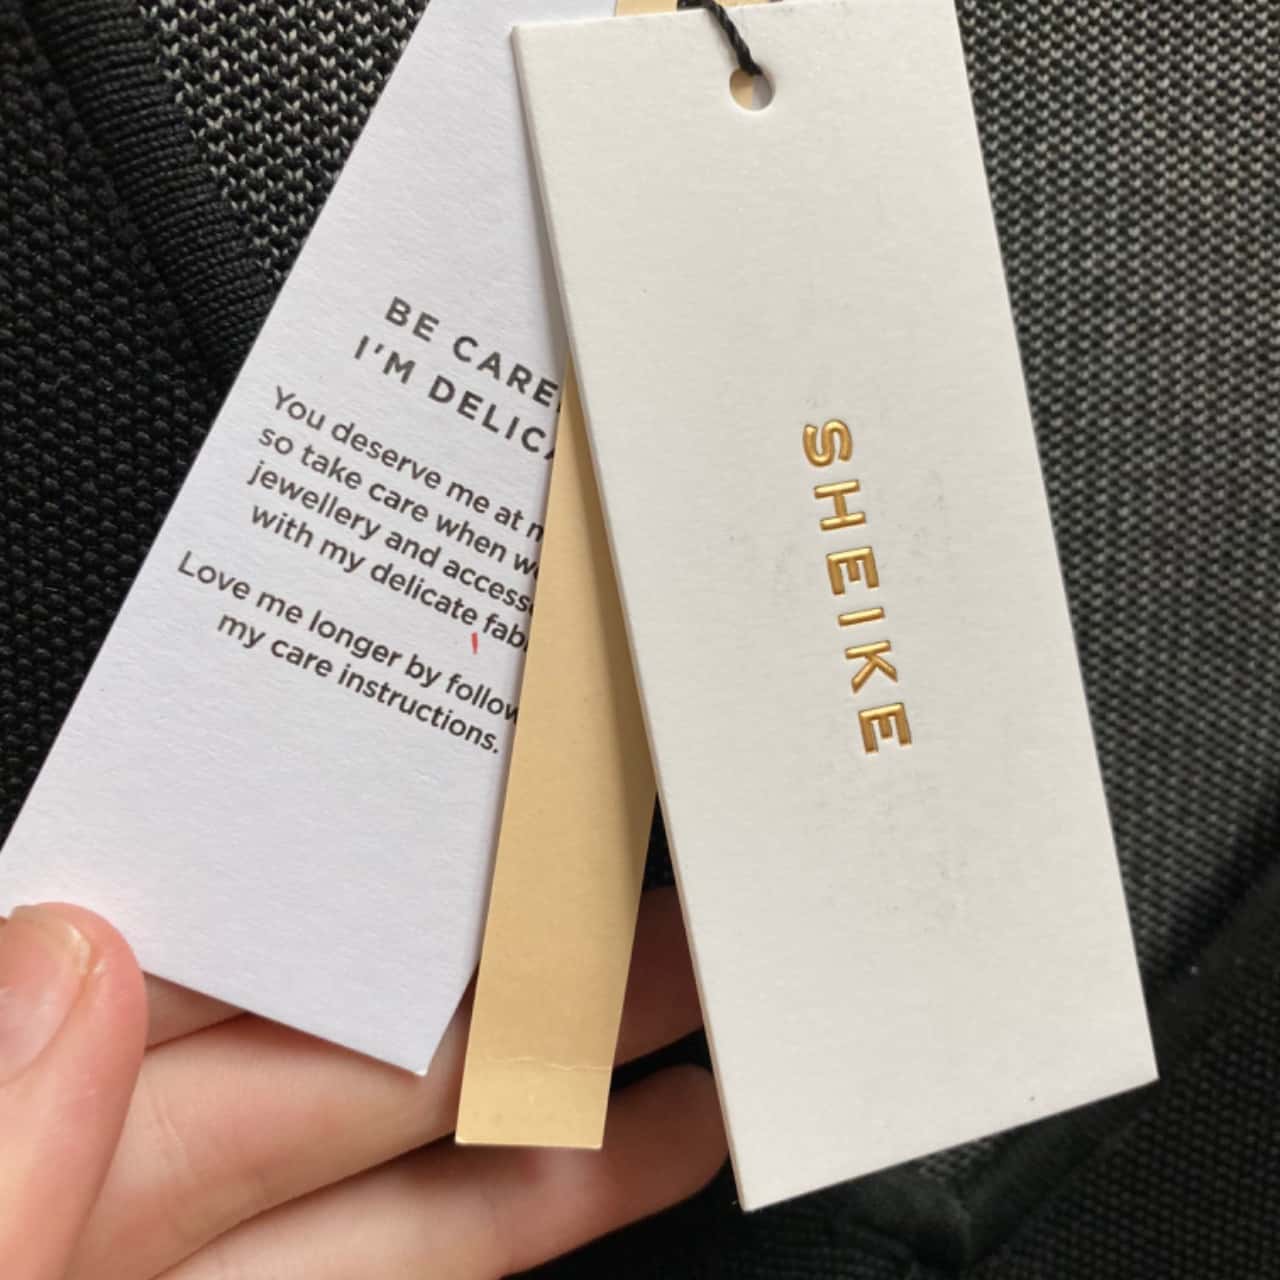 BE CARE
I'M DELIC
You deserve me at
so take care when
jewellery and access
with my delicate fab
Love me longer by follow
my care instructions.
SHEIKE